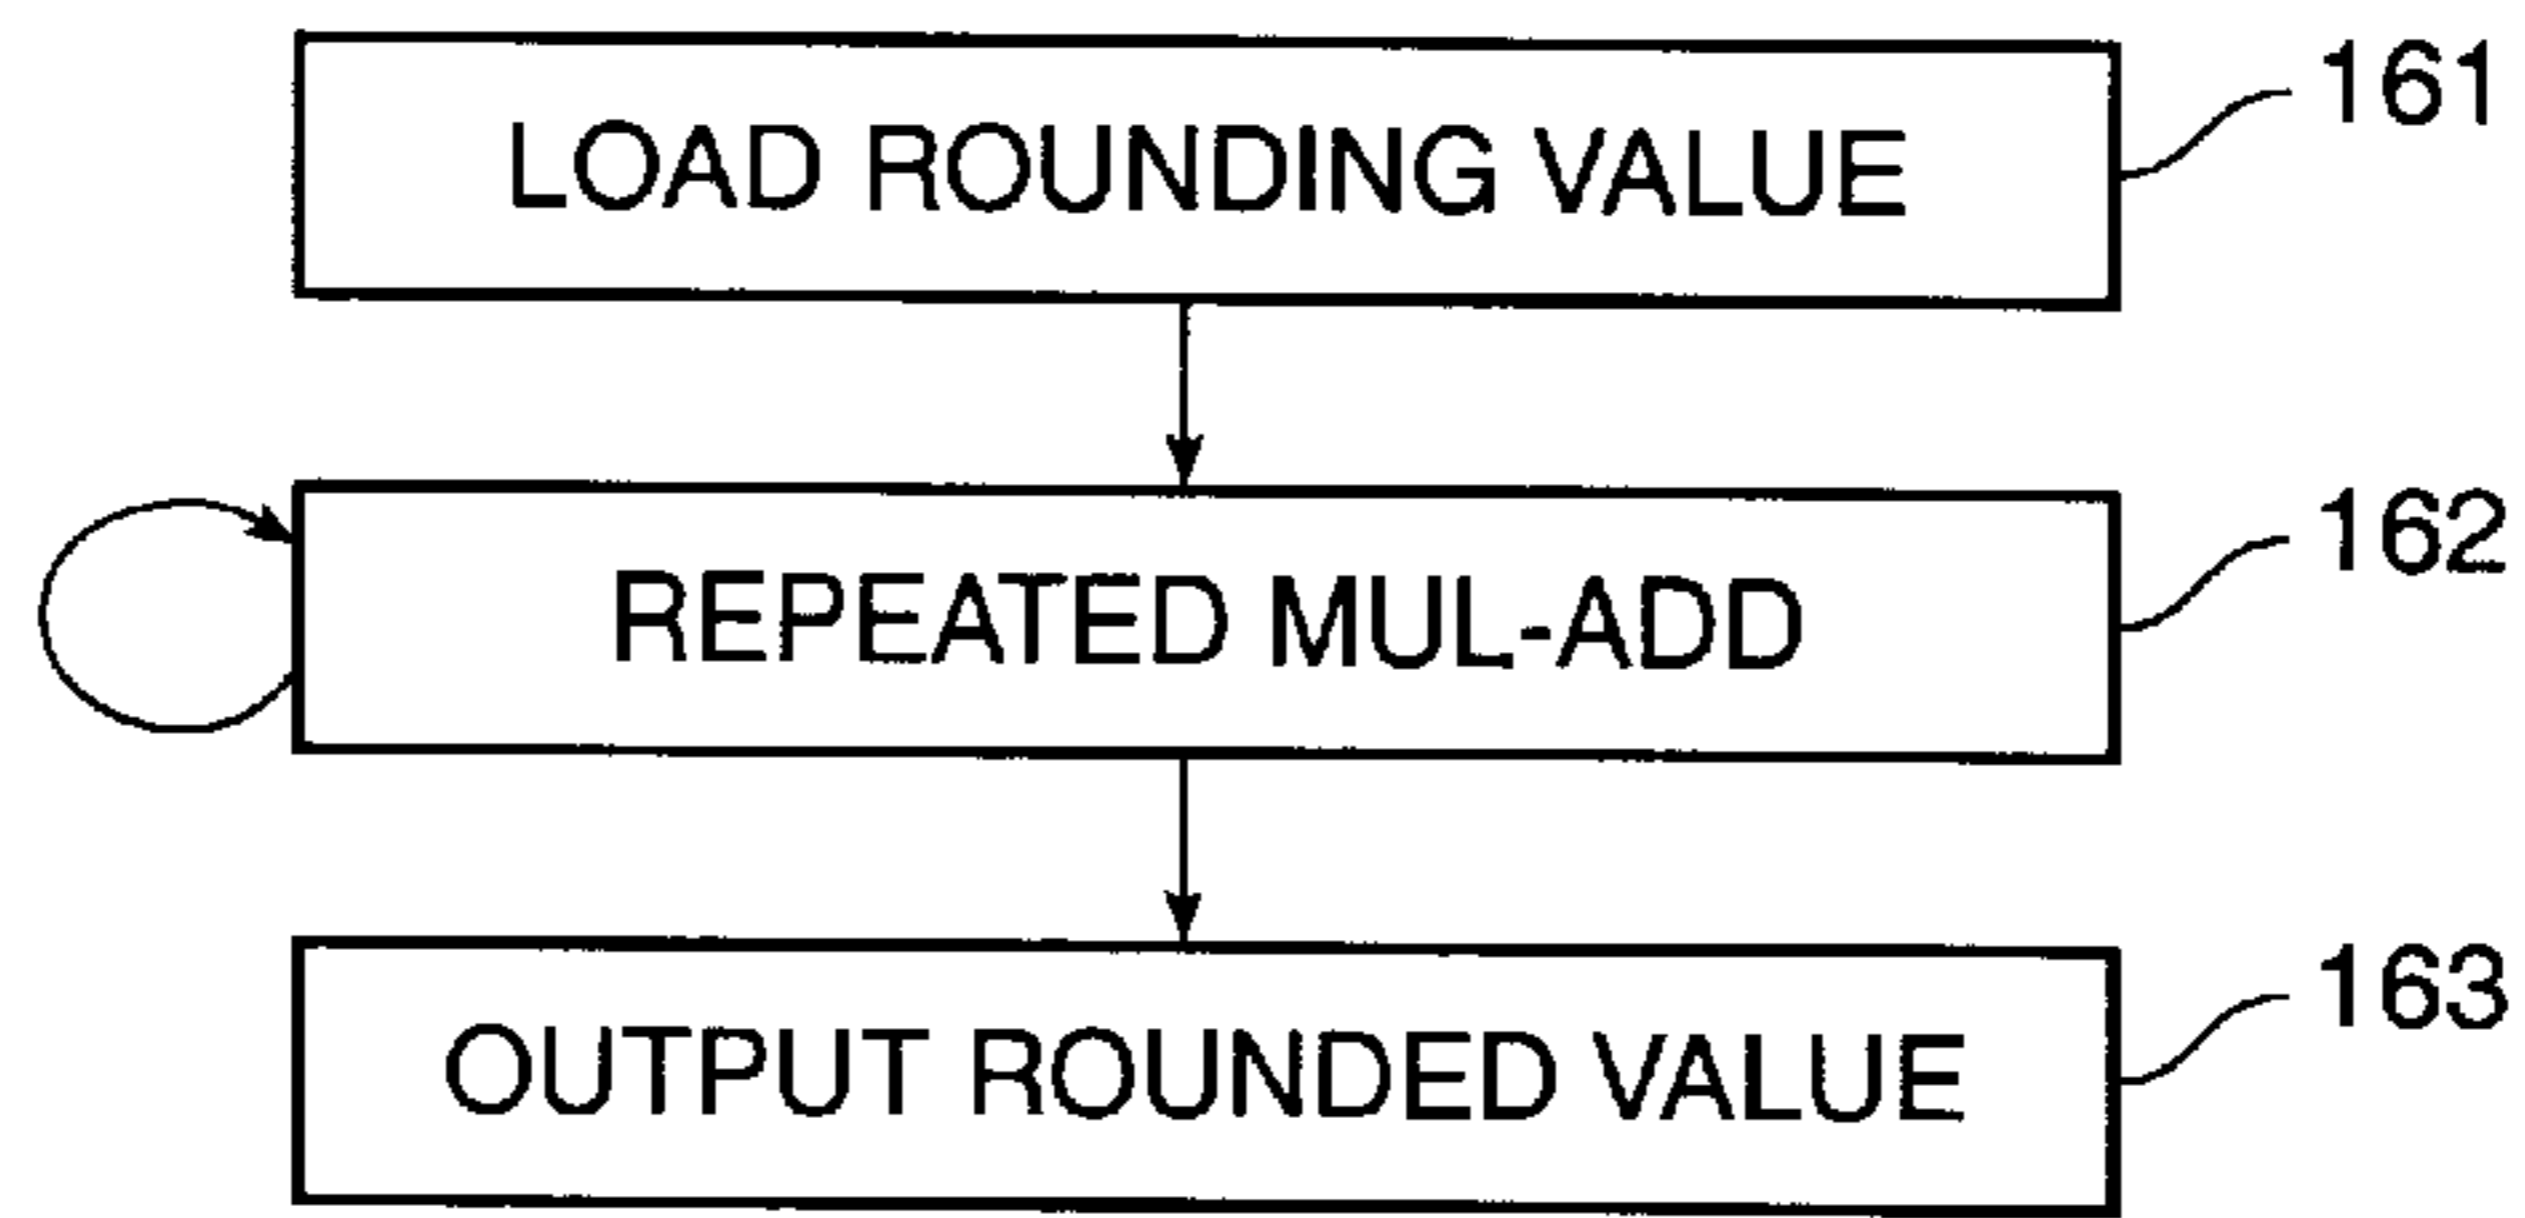 LOAD ROUNDING VALUE
161
REPEATED MUL-ADD
162
OUTPUT ROUNDED VALUE
163